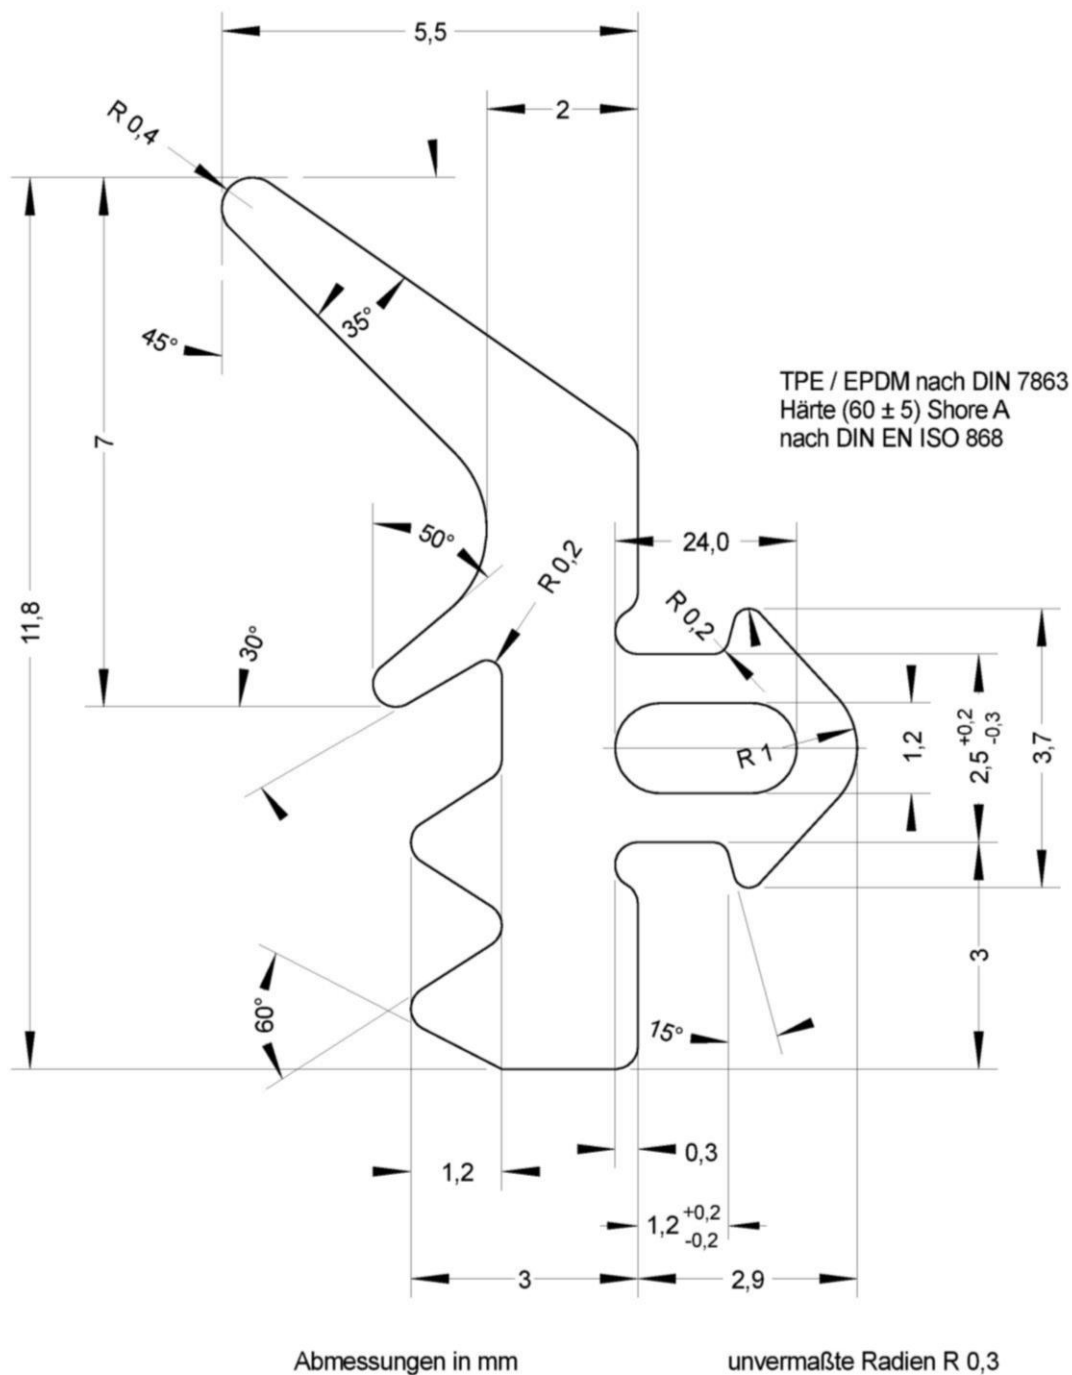 5,5
2
R 0,4
35°
45°
7
TPE / EPDM nach DIN 7863
Härte (60 ± 5) Shore A
nach DIN EN ISO 868
50°
R 0,2
24,0
R 0,2
11,8
30°
R 1
1,2
2,5 +0,2 -0,3
3,7
3
60°
15°
1,2
0,3
1,2 +0,2 -0,2
3
2,9
Abmessungen in mm
unvermaßte Radien R 0,3